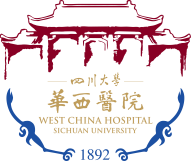 四川大學
華西醫院
WEST CHINA HOSPITAL
SICHUAN UNIVERSITY
1892